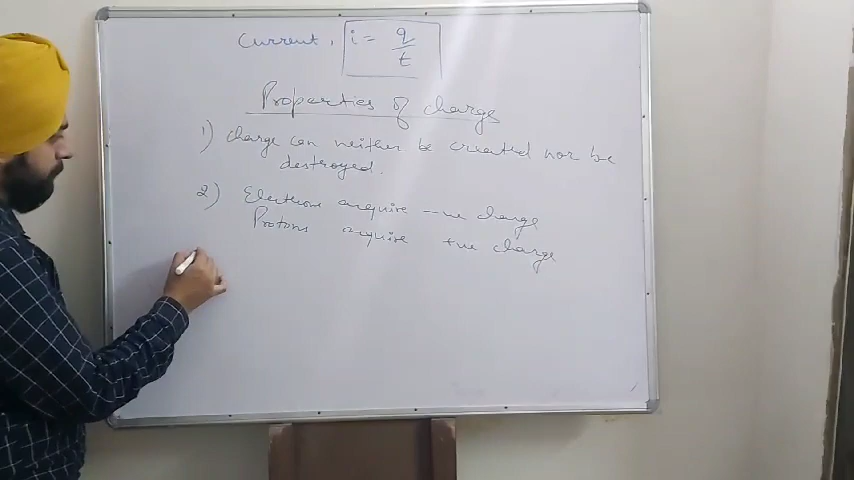 Current, i = q/t
Properties of charge
1) Charge can neither be created nor be
destroyed.
2) Electrons acquire -ve charge
Protons acquire +ve charge